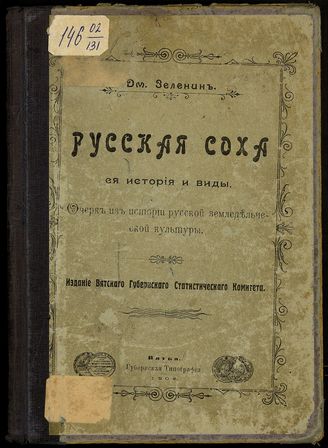 146 02/131
Дм. Зеленинъ.
РУССКАЯ СОХА
ея исторія и виды.
Очеркъ изъ исторіи русской земледѣльче-
ской культуры.
Изданіе Вятскаго Губернскаго Статистическаго Комитета.
Вятка.
Губернская Типографія